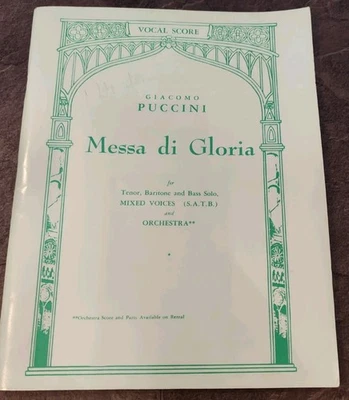 VOCAL SCORE
GIACOMO
PUCCINI
Messa di Gloria
for
Tenor, Baritone and Bass Solo,
MIXED VOICES (S.A.T.B.)
and
ORCHESTRA**
**Orchestra Score and Parts Available on Rental